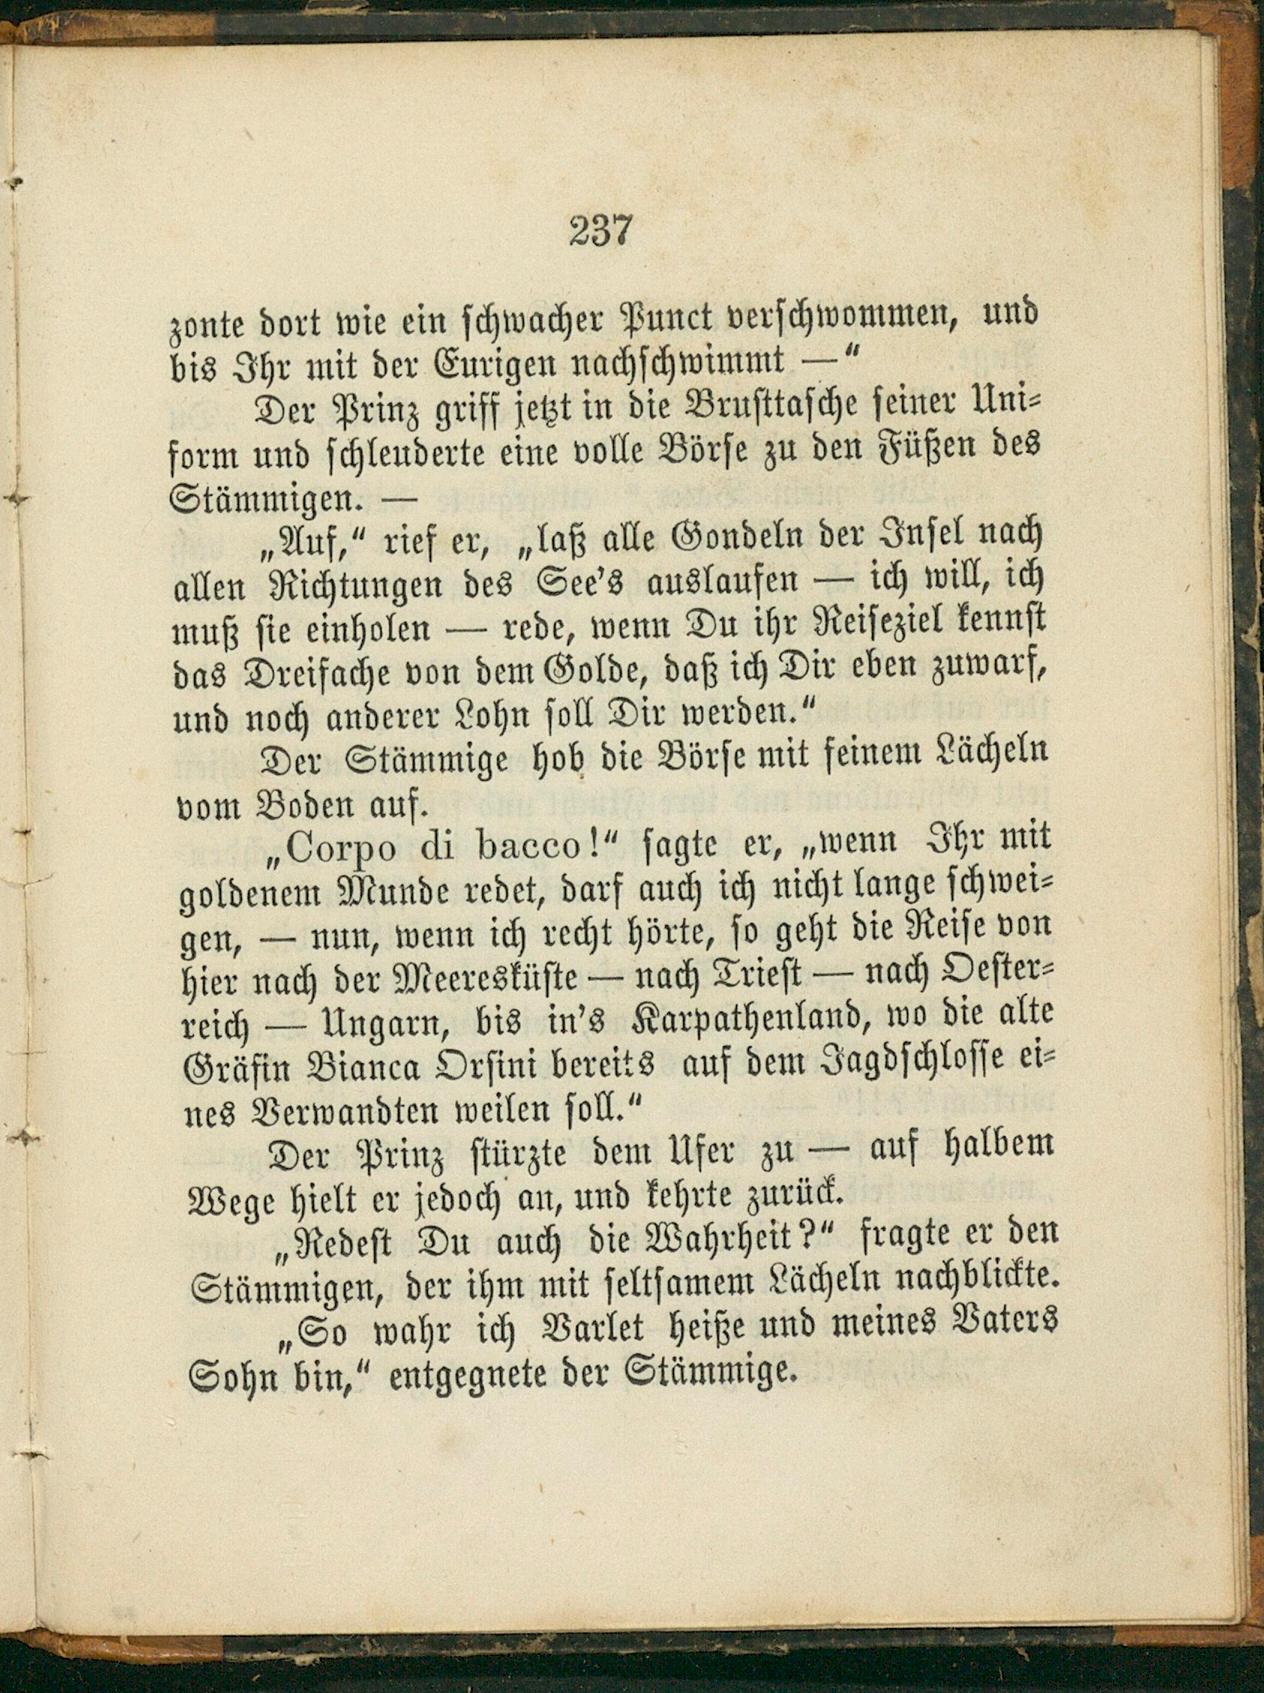 237
zonte dort wie ein schwacher Punct verschwommen, und
bis Ihr mit der Eurigen nachschwimmt —“
Der Prinz griff jetzt in die Brusttasche seiner Uni-
form und schleuderte eine volle Börse zu den Füßen des
Stämmigen. —
„Auf,“ rief er, „laß alle Gondeln der Insel nach
allen Richtungen des See's auslaufen — ich will, ich
muß sie einholen — rede, wenn Du ihr Reiseziel kennst
das Dreifache von dem Golde, daß ich Dir eben zuwarf,
und noch anderer Lohn soll Dir werden.“
Der Stämmige hob die Börse mit feinem Lächeln
vom Boden auf.
„Corpo di bacco!“ sagte er, „wenn Ihr mit
goldenem Munde redet, darf auch ich nicht lange schwei-
gen, — nun, wenn ich recht hörte, so geht die Reise von
hier nach der Meeresküste — nach Triest — nach Oester-
reich — Ungarn, bis in's Karpathenland, wo die alte
Gräfin Bianca Orsini bereits auf dem Jagdschlosse ei-
nes Verwandten weilen soll.“
Der Prinz stürzte dem Ufer zu — auf halbem
Wege hielt er jedoch an, und kehrte zurück.
„Redest Du auch die Wahrheit?“ fragte er den
Stämmigen, der ihm mit seltsamem Lächeln nachblickte.
„So wahr ich Varlet heiße und meines Vaters
Sohn bin,“ entgegnete der Stämmige.